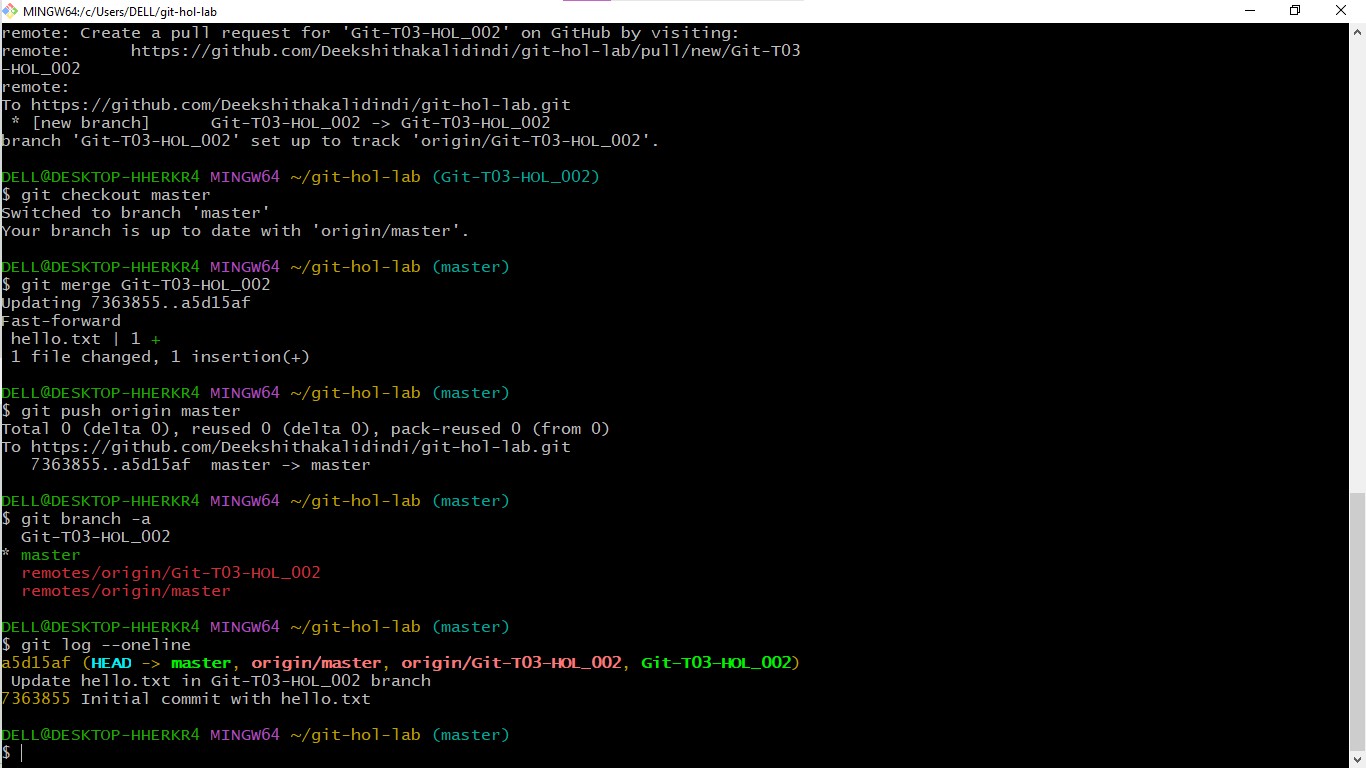 MINGW64:/c/Users/DELL/git-hol-lab
remote: Create a pull request for 'Git-T03-HOL_002' on GitHub by visiting:
remote:      https://github.com/Deekshithakalidindi/git-hol-lab/pull/new/Git-T03
-HOL_002
remote:
To https://github.com/Deekshithakalidindi/git-hol-lab.git
 * [new branch]      Git-T03-HOL_002 -> Git-T03-HOL_002
branch 'Git-T03-HOL_002' set up to track 'origin/Git-T03-HOL_002'.
DELL@DESKTOP-HHERKR4 MINGW64 ~/git-hol-lab (Git-T03-HOL_002)
$ git checkout master
Switched to branch 'master'
Your branch is up to date with 'origin/master'.
DELL@DESKTOP-HHERKR4 MINGW64 ~/git-hol-lab (master)
$ git merge Git-T03-HOL_002
Updating 7363855..a5d15af
Fast-forward
 hello.txt | 1 +
 1 file changed, 1 insertion(+)
DELL@DESKTOP-HHERKR4 MINGW64 ~/git-hol-lab (master)
$ git push origin master
Total 0 (delta 0), reused 0 (delta 0), pack-reused 0 (from 0)
To https://github.com/Deekshithakalidindi/git-hol-lab.git
   7363855..a5d15af  master -> master
DELL@DESKTOP-HHERKR4 MINGW64 ~/git-hol-lab (master)
$ git branch -a
  Git-T03-HOL_002
* master
  remotes/origin/Git-T03-HOL_002
  remotes/origin/master
DELL@DESKTOP-HHERKR4 MINGW64 ~/git-hol-lab (master)
$ git log --oneline
a5d15af (HEAD -> master, origin/master, origin/Git-T03-HOL_002, Git-T03-HOL_002)
 Update hello.txt in Git-T03-HOL_002 branch
7363855 Initial commit with hello.txt
DELL@DESKTOP-HHERKR4 MINGW64 ~/git-hol-lab (master)
$